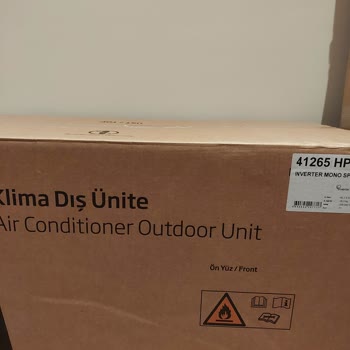 41265 HP
INVERTER MONO SP
Klima Dış Ünite
Air Conditioner Outdoor Unit
Ön Yüz / Front